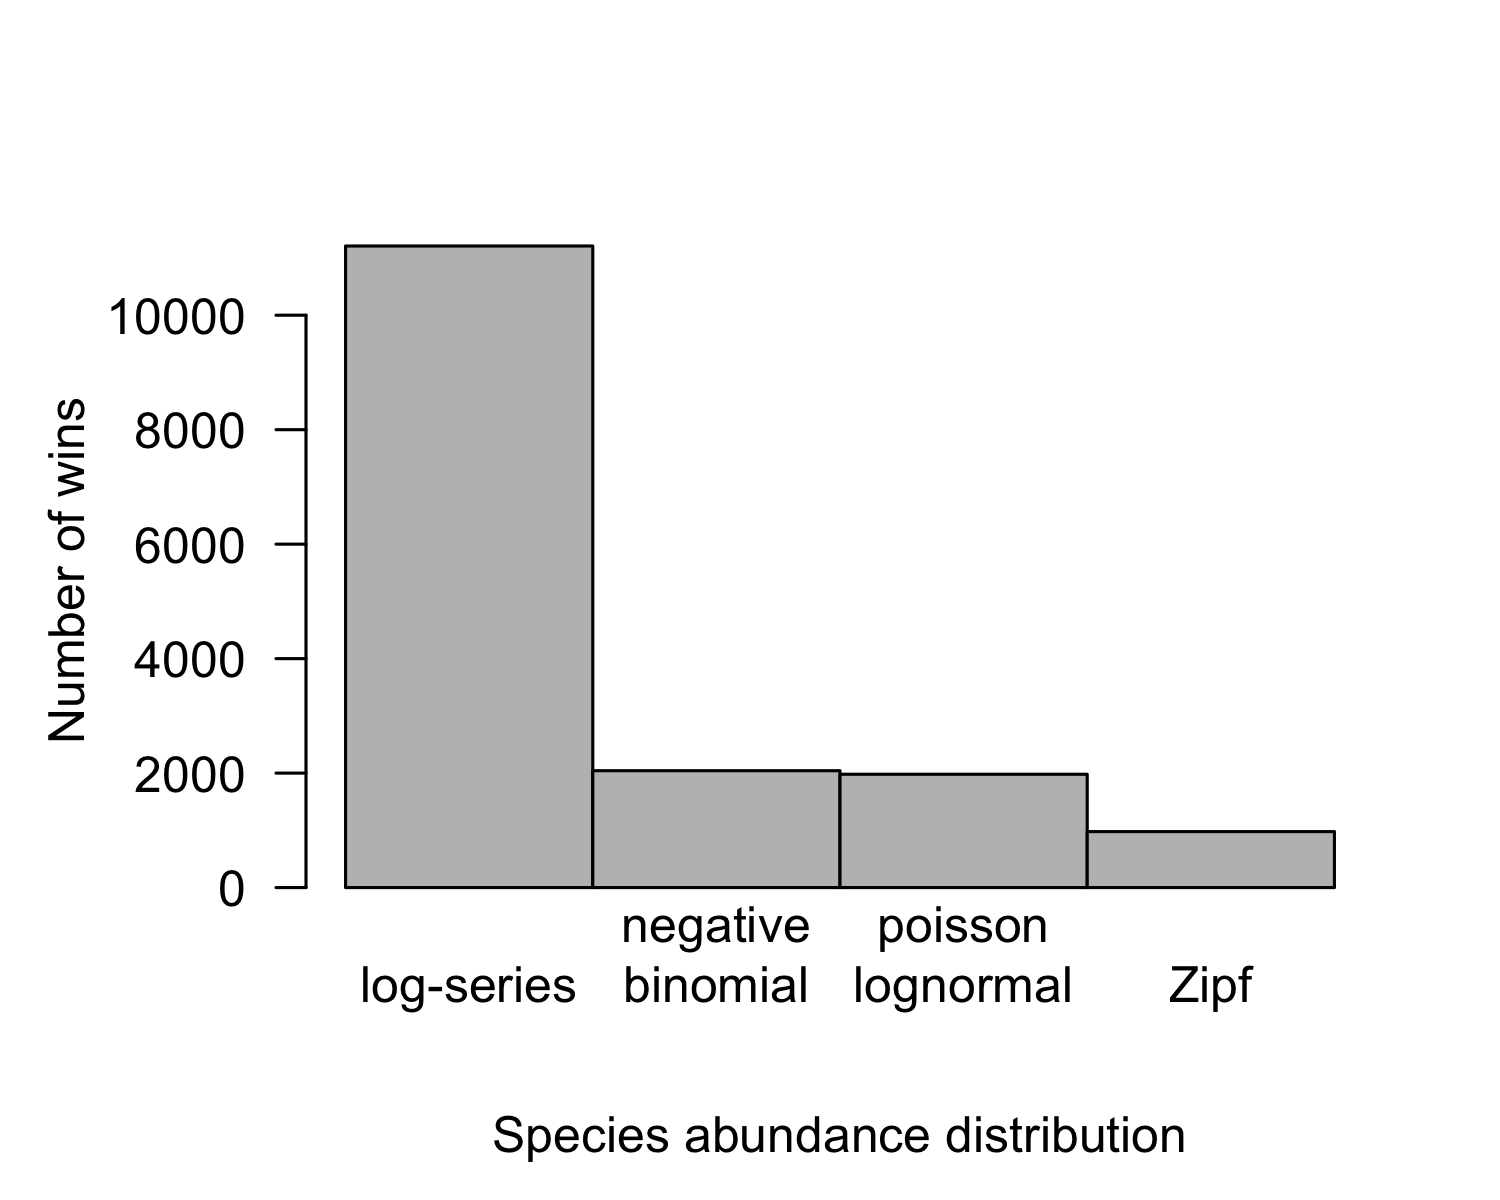 10000
8000
6000
4000
2000
0
Number of wins
negative poisson
log-series binomial lognormal Zipf
Species abundance distribution